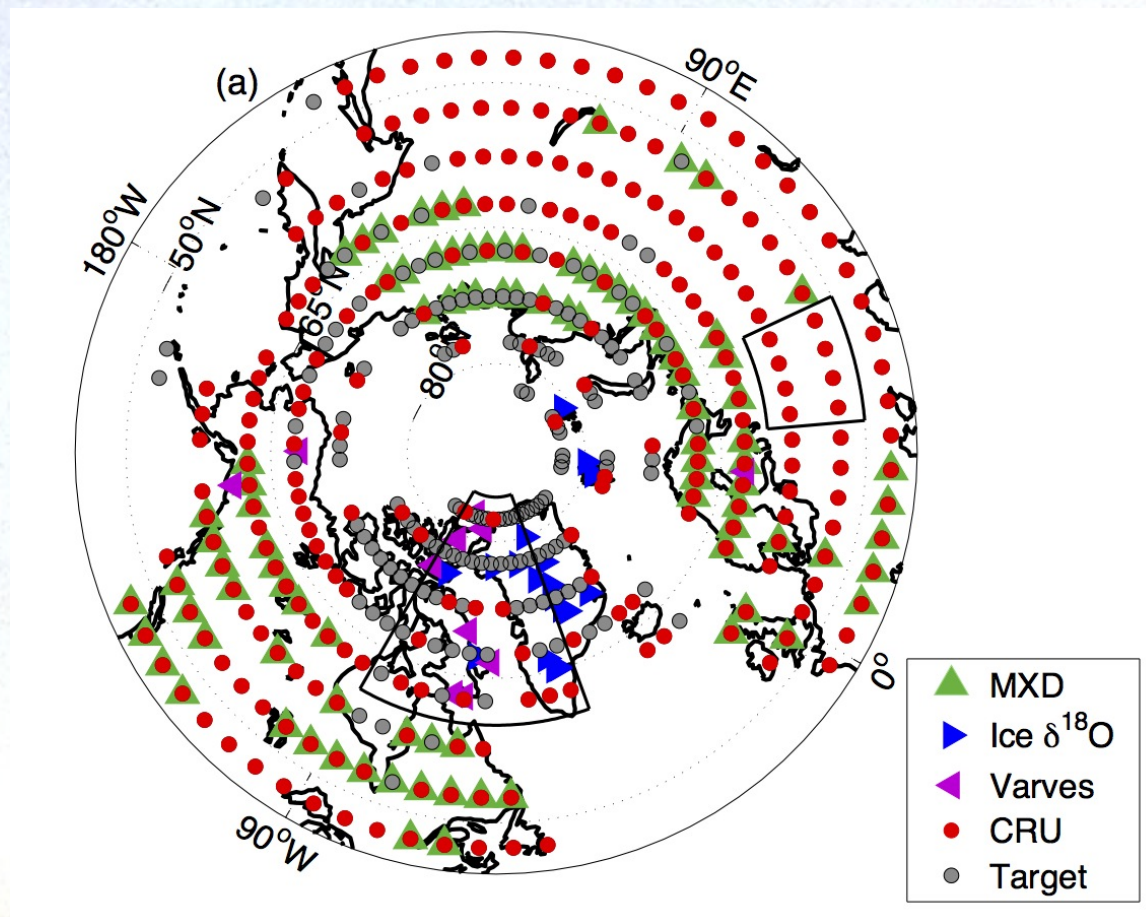 (a)
90°E
180°W
50°N
65°N
80°
90°W
0°
MXD
Ice δ¹⁸O
Varves
CRU
Target